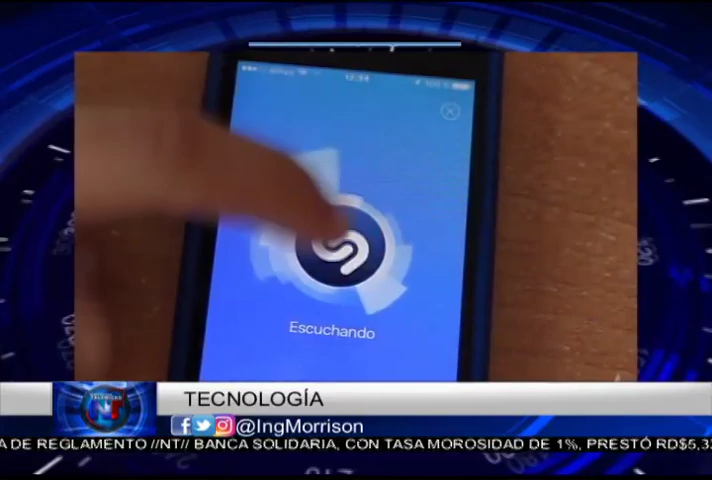 12:34
Escuchando
NT
TECNOLOGÍA
@IngMorrison
A DE REGLAMENTO //NT// BANCA SOLIDARIA, CON TASA MOROSIDAD DE 1%, PRESTÓ RD$5,3